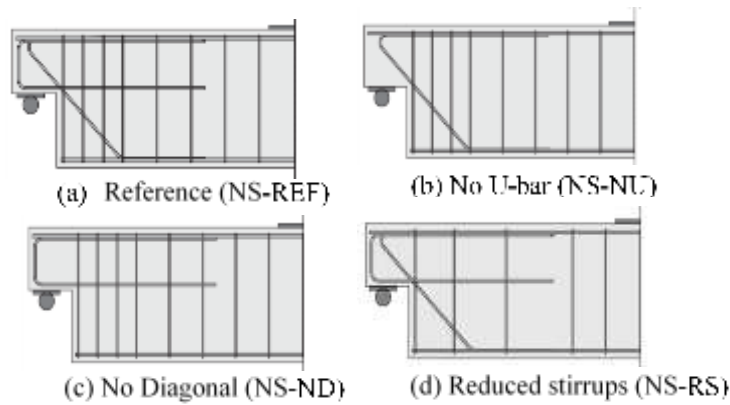 (a) Reference (NS-REF)
(b) No U-bar (NS-NU)
(c) No Diagonal (NS-ND)
(d) Reduced stirrups (NS-RS)